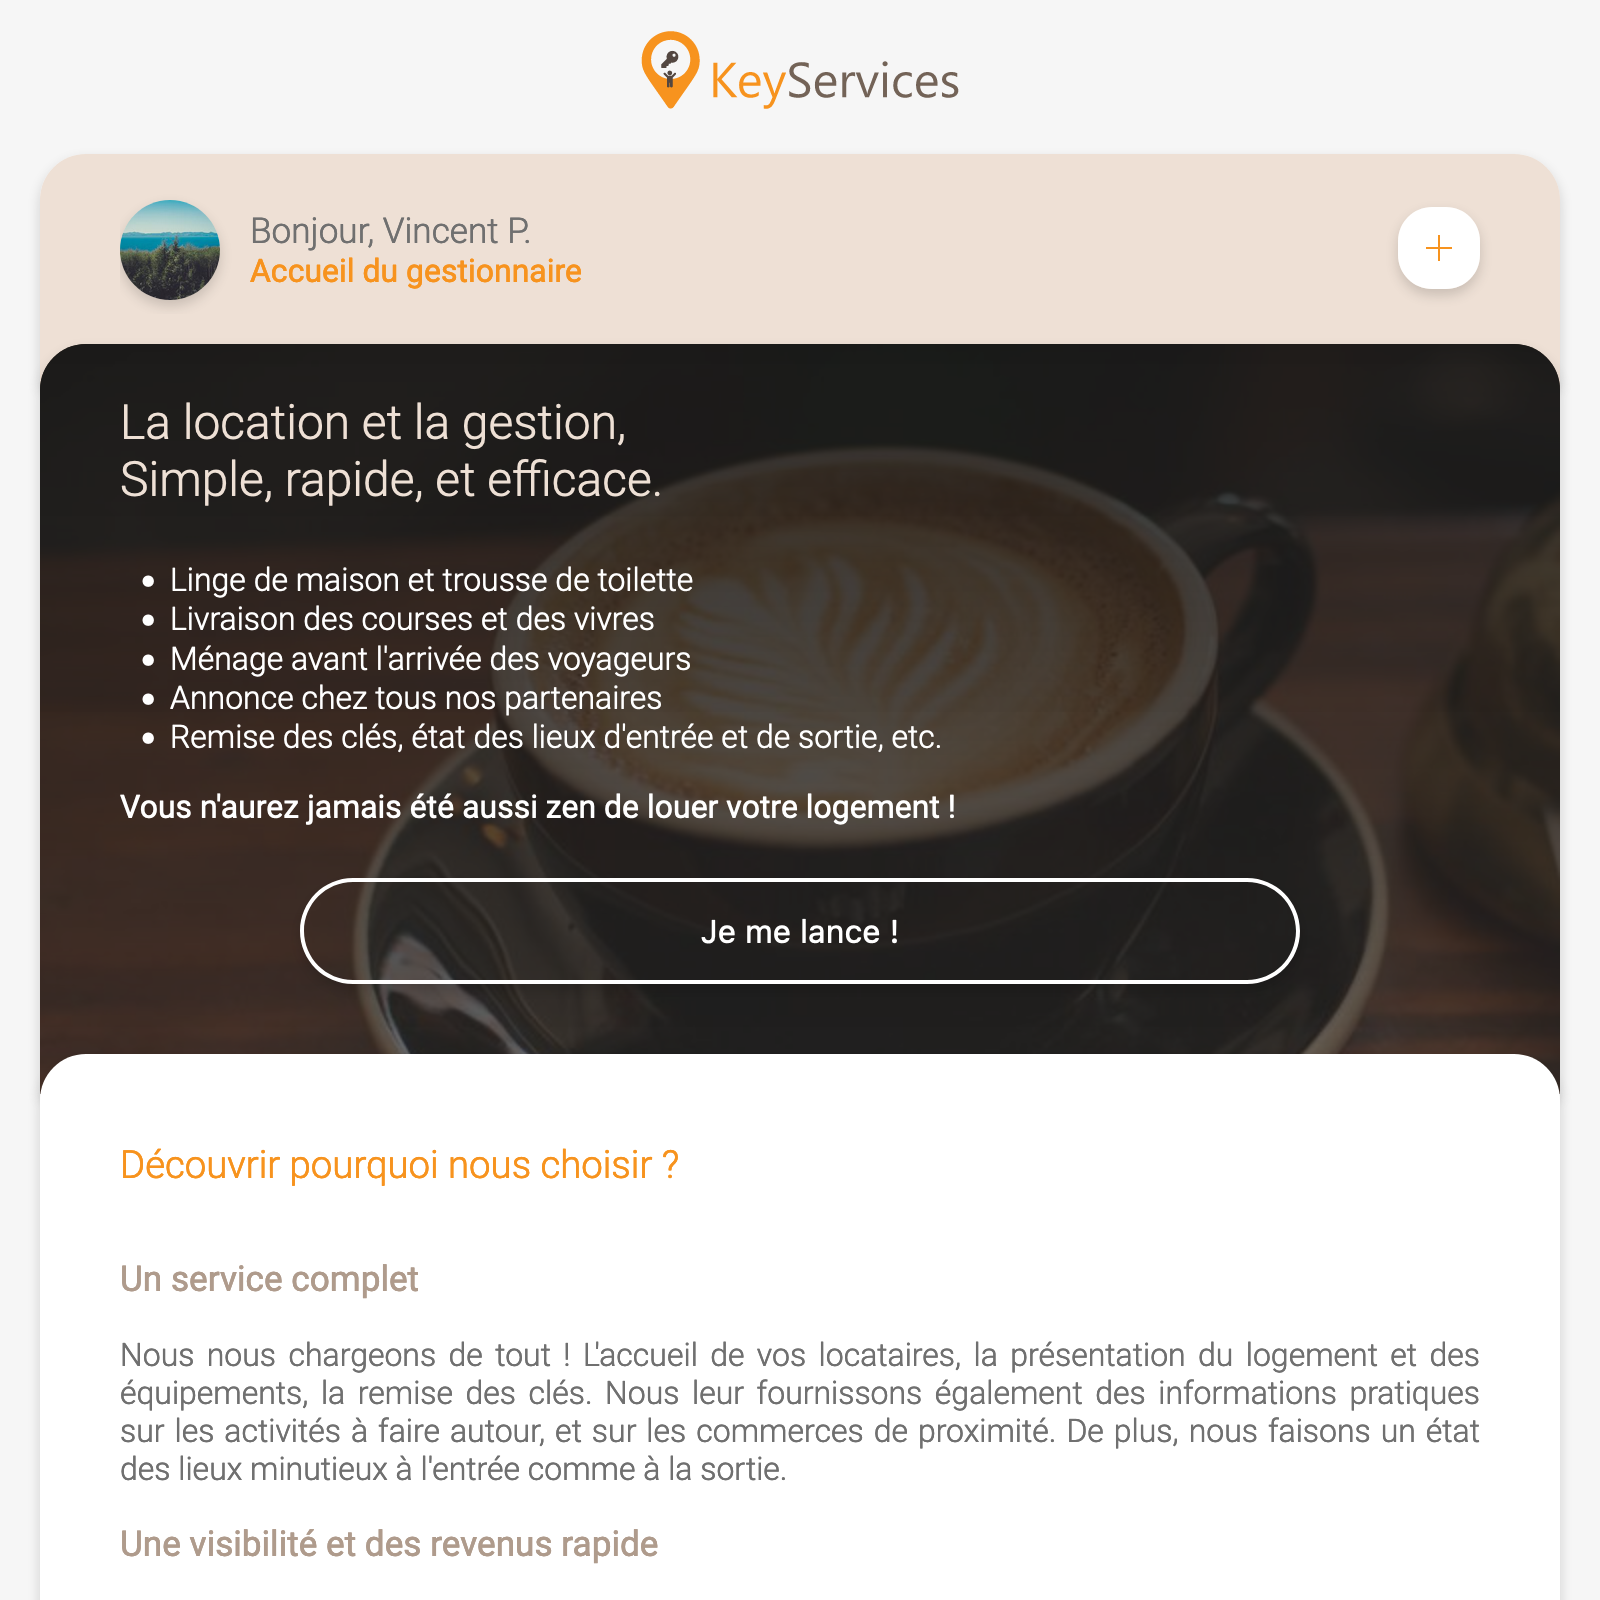 KeyServices
Bonjour, Vincent P.
Accueil du gestionnaire
La location et la gestion,
Simple, rapide, et efficace.
• Linge de maison et trousse de toilette
• Livraison des courses et des vivres
• Ménage avant l'arrivée des voyageurs
• Annonce chez tous nos partenaires
• Remise des clés, état des lieux d'entrée et de sortie, etc.
Vous n'aurez jamais été aussi zen de louer votre logement !
Je me lance !
Découvrir pourquoi nous choisir ?
Un service complet
Nous nous chargeons de tout ! L'accueil de vos locataires, la présentation du logement et des
équipements, la remise des clés. Nous leur fournissons également des informations pratiques
sur les activités à faire autour, et sur les commerces de proximité. De plus, nous faisons un état
des lieux minutieux à l'entrée comme à la sortie.
Une visibilité et des revenus rapide